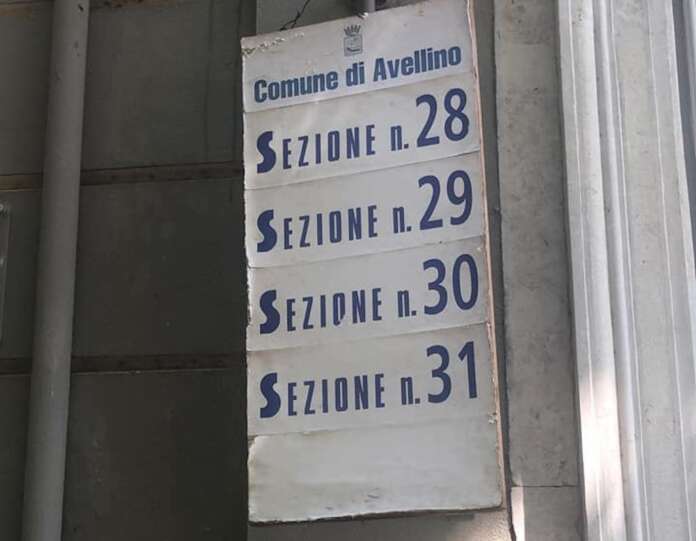 Comune di Avellino
SEZIONE n. 28
SEZIONE n. 29
SEZIONE n. 30
SEZIONE n. 31